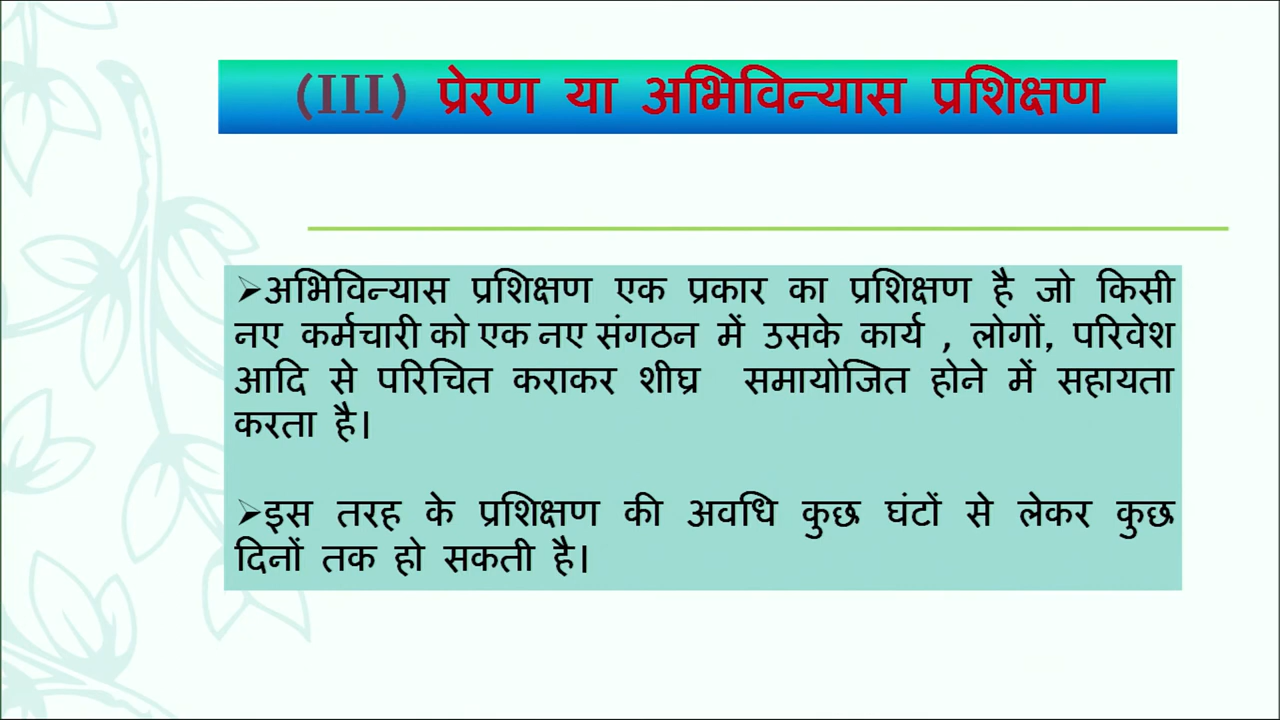 (III) प्रेरण या अभिविन्यास प्रशिक्षण
➢अभिविन्यास प्रशिक्षण एक प्रकार का प्रशिक्षण है जो किसी
नए कर्मचारी को एक नए संगठन में उसके कार्य , लोगों, परिवेश
आदि से परिचित कराकर शीघ्र समायोजित होने में सहायता
करता है।
➢इस तरह के प्रशिक्षण की अवधि कुछ घंटों से लेकर कुछ
दिनों तक हो सकती है।